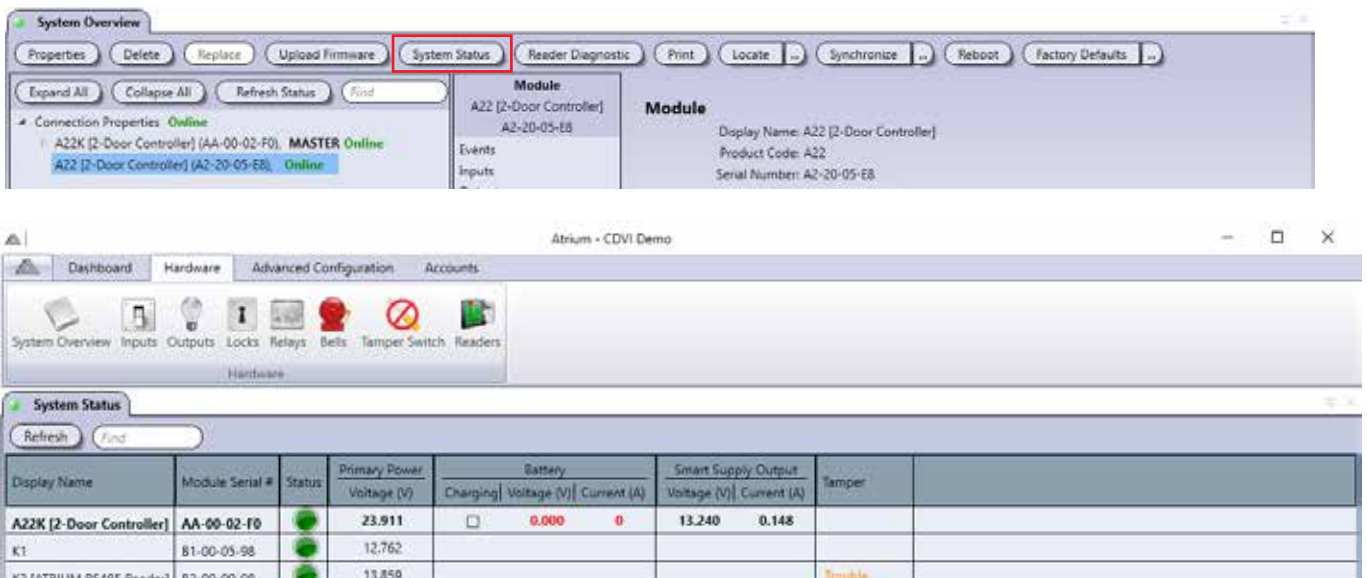 System Overview
Properties Delete Replace Upload Firmware System Status Reader Diagnostic Print Locate ... Synchronize ... Reboot Factory Defaults ...
Expand All Collapse All Refresh Status Find
Connection Properties Online
A22K [2-Door Controller] (AA-00-02-F0), MASTER Online
A22 [2-Door Controller] (A2-20-05-E8), Online
Module
A22 [2-Door Controller]
A2-20-05-E8
Events
Inputs
Module
Display Name: A22 [2-Door Controller]
Product Code: A22
Serial Number: A2-20-05-E8
Atrium - CDVI Demo
Dashboard Hardware Advanced Configuration Accounts
System Overview Inputs Outputs Locks Relays Bells Tamper Switch Readers
Hardware
System Status
Refresh Find
Display Name Module Serial # Status Primary Power Battery Smart Supply Output Tamper
Voltage (V) Charging Voltage (V) Current (A) Voltage (V) Current (A)
A22K [2-Door Controller] AA-00-02-F0 23.911 0.000 0 13.240 0.148
K1 B1-00-05-98 12.762
K2 [ATRIUM RS485 Reader] 13.859 Trouble